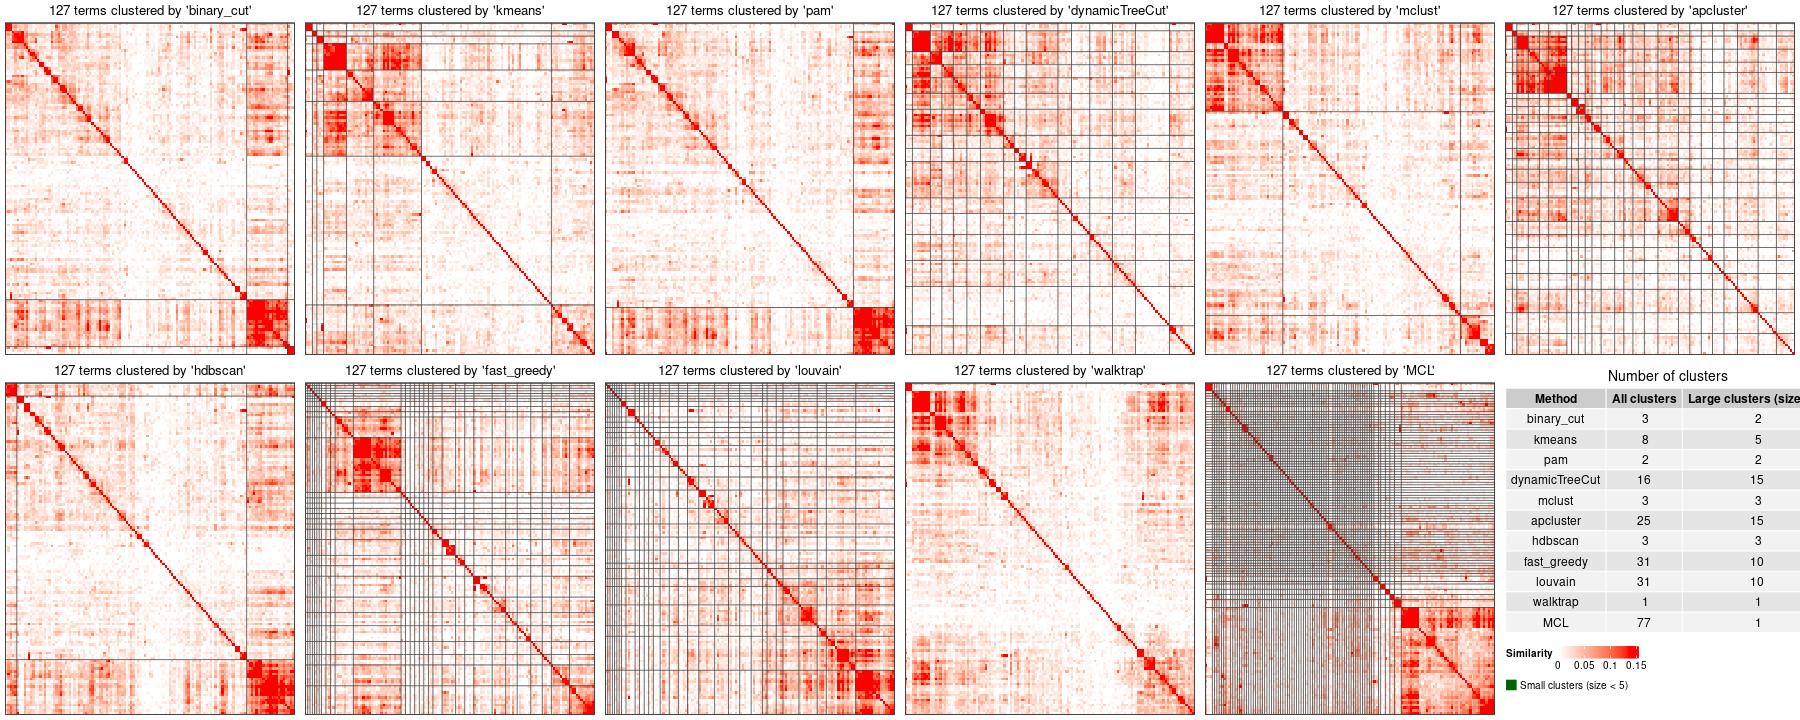 127 terms clustered by 'binary_cut'
127 terms clustered by 'kmeans'
127 terms clustered by 'pam'
127 terms clustered by 'dynamicTreeCut'
127 terms clustered by 'mclust'
127 terms clustered by 'apcluster'
127 terms clustered by 'hdbscan'
127 terms clustered by 'fast_greedy'
127 terms clustered by 'louvain'
127 terms clustered by 'walktrap'
127 terms clustered by 'MCL'
Number of clusters
Method All clusters Large clusters (size
binary_cut 3 2
kmeans 8 5
pam 2 2
dynamicTreeCut 16 15
mclust 3 3
apcluster 25 15
hdbscan 3 3
fast_greedy 31 10
louvain 31 10
walktrap 1 1
MCL 77 1
Similarity
0 0.05 0.1 0.15
Small clusters (size < 5)